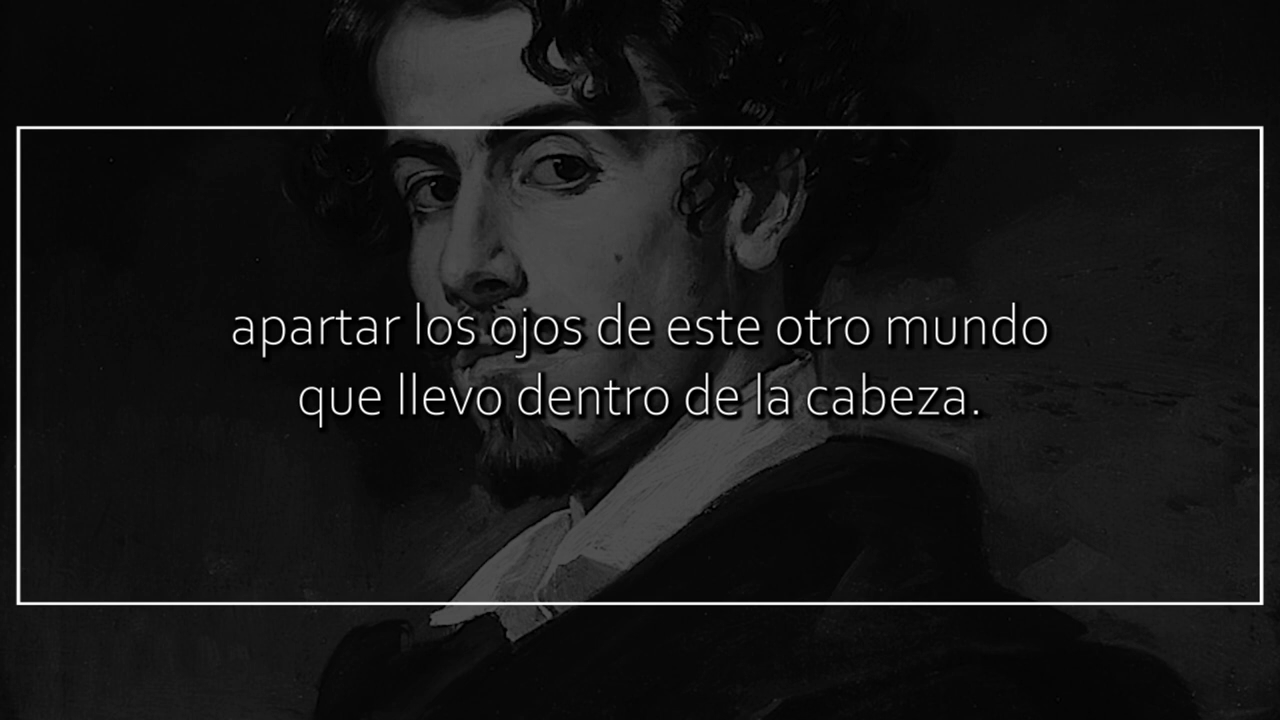 apartar los ojos de este otro mundo
que llevo dentro de la cabeza.